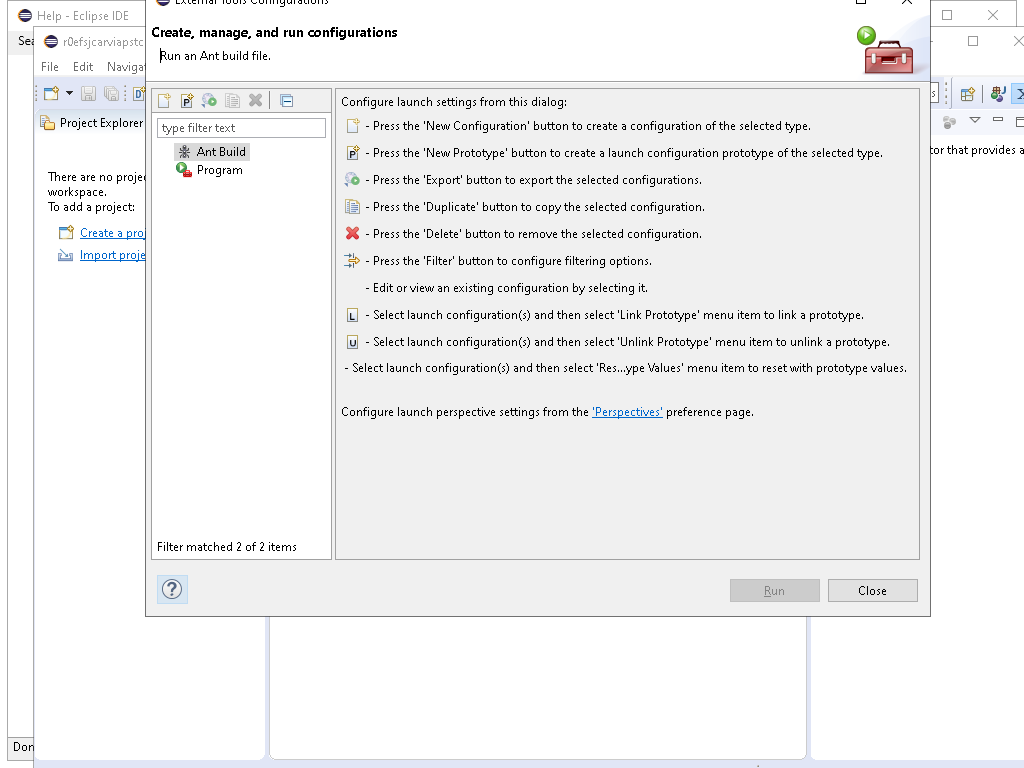 Help - Eclipse IDE
External Tools Configurations
Sea
r0efsjcarviapstc
Create, manage, and run configurations
Run an Ant build file.
File Edit Navigat
Project Explorer
type filter text
Ant Build
Program
Filter matched 2 of 2 items
There are no proje
workspace.
To add a project:
Create a proj
Import proje
Configure launch settings from this dialog:
- Press the 'New Configuration' button to create a configuration of the selected type.
- Press the 'New Prototype' button to create a launch configuration prototype of the selected type.
- Press the 'Export' button to export the selected configurations.
- Press the 'Duplicate' button to copy the selected configuration.
- Press the 'Delete' button to remove the selected configuration.
- Press the 'Filter' button to configure filtering options.
- Edit or view an existing configuration by selecting it.
- Select launch configuration(s) and then select 'Link Prototype' menu item to link a prototype.
- Select launch configuration(s) and then select 'Unlink Prototype' menu item to unlink a prototype.
- Select launch configuration(s) and then select 'Res...ype Values' menu item to reset with prototype values.
Configure launch perspective settings from the 'Perspectives' preference page.
tor that provides a
Run
Close
Don